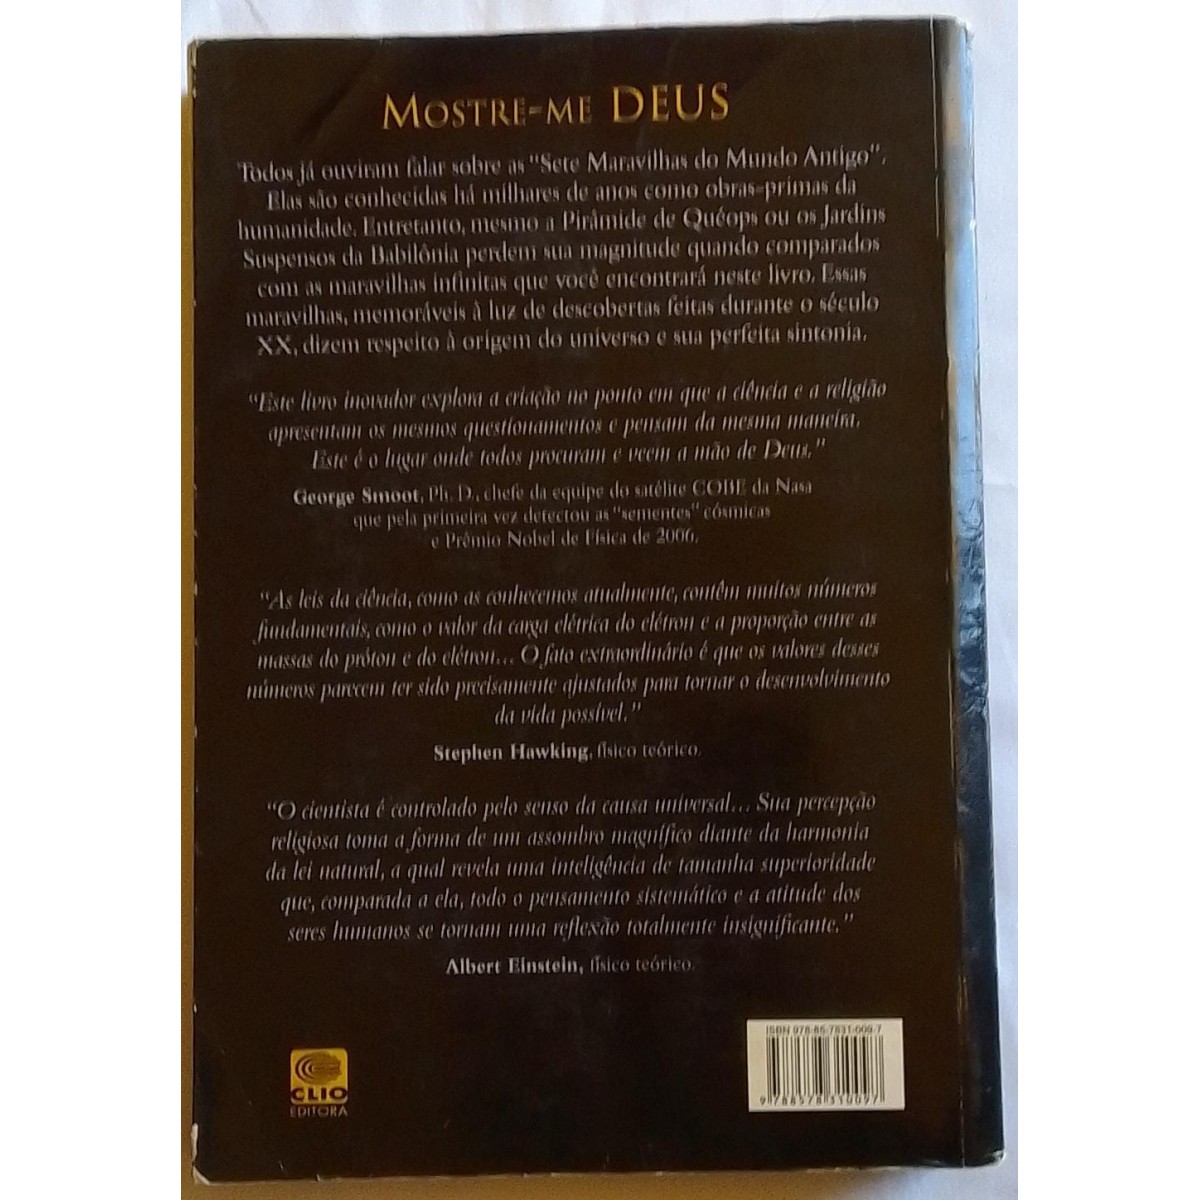 MOSTRE-ME DEUS
Todos já ouviram falar sobre as "Sete Maravilhas do Mundo Antigo".
Elas são conhecidas há milhares de anos como obras-primas da
humanidade. Entretanto, mesmo a Pirâmide de Quéops ou os Jardins
Suspensos da Babilônia perdem sua magnitude quando comparados
com as maravilhas infinitas que você encontrará neste livro. Essas
maravilhas, memoráveis à luz de descobertas feitas durante o século
XX, dizem respeito à origem do universo e sua perfeita sintonia.
"Este livro inovador explora a criação no ponto em que a ciência e a religião
apresentam os mesmos questionamentos e pensam da mesma maneira.
Este é o lugar onde todos procuram e veem a mão de Deus."
George Smoot, Ph. D., chefe da equipe do satélite COBE da Nasa
que pela primeira vez detectou as "sementes" cósmicas
e Prêmio Nobel de Física de 2006.
"As leis da ciência, como as conhecemos atualmente, contêm muitos números
fundamentais, como o valor da carga elétrica do elétron e a proporção entre as
massas do próton e do elétron... O fato extraordinário é que os valores desses
números parecem ter sido precisamente ajustados para tornar o desenvolvimento
da vida possível."
Stephen Hawking, físico teórico.
"O cientista é controlado pelo senso da causa universal... Sua percepção
religiosa toma a forma de um assombro magnífico diante da harmonia
da lei natural, a qual revela uma inteligência de tamanha superioridade
que, comparada a ela, todo o pensamento sistemático e a atitude dos
seres humanos se tornam uma reflexão totalmente insignificante."
Albert Einstein, físico teórico.
ISBN 978-85-7831-009-7
9 788578 310097
CLIO
EDITORA